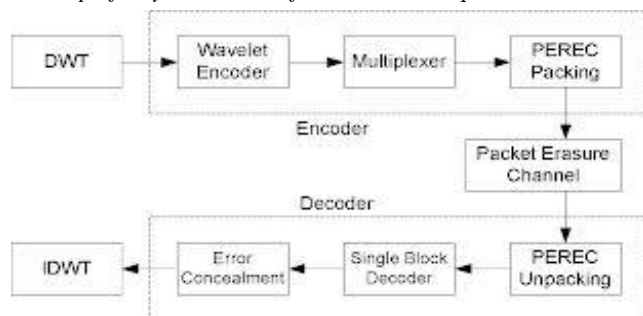 DWT
Wavelet
Encoder
Multiplexer
PEREC
Packing
Encoder
Packet Erasure
Channel
Decoder
IDWT
Error
Concealment
Single Block
Decoder
PEREC
Unpacking